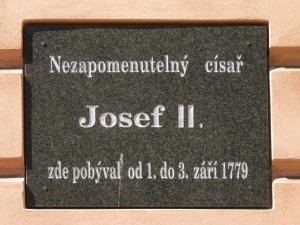 Nezapomenutelný císař
Josef II.
zde pobýval od 1. do 3. září 1779